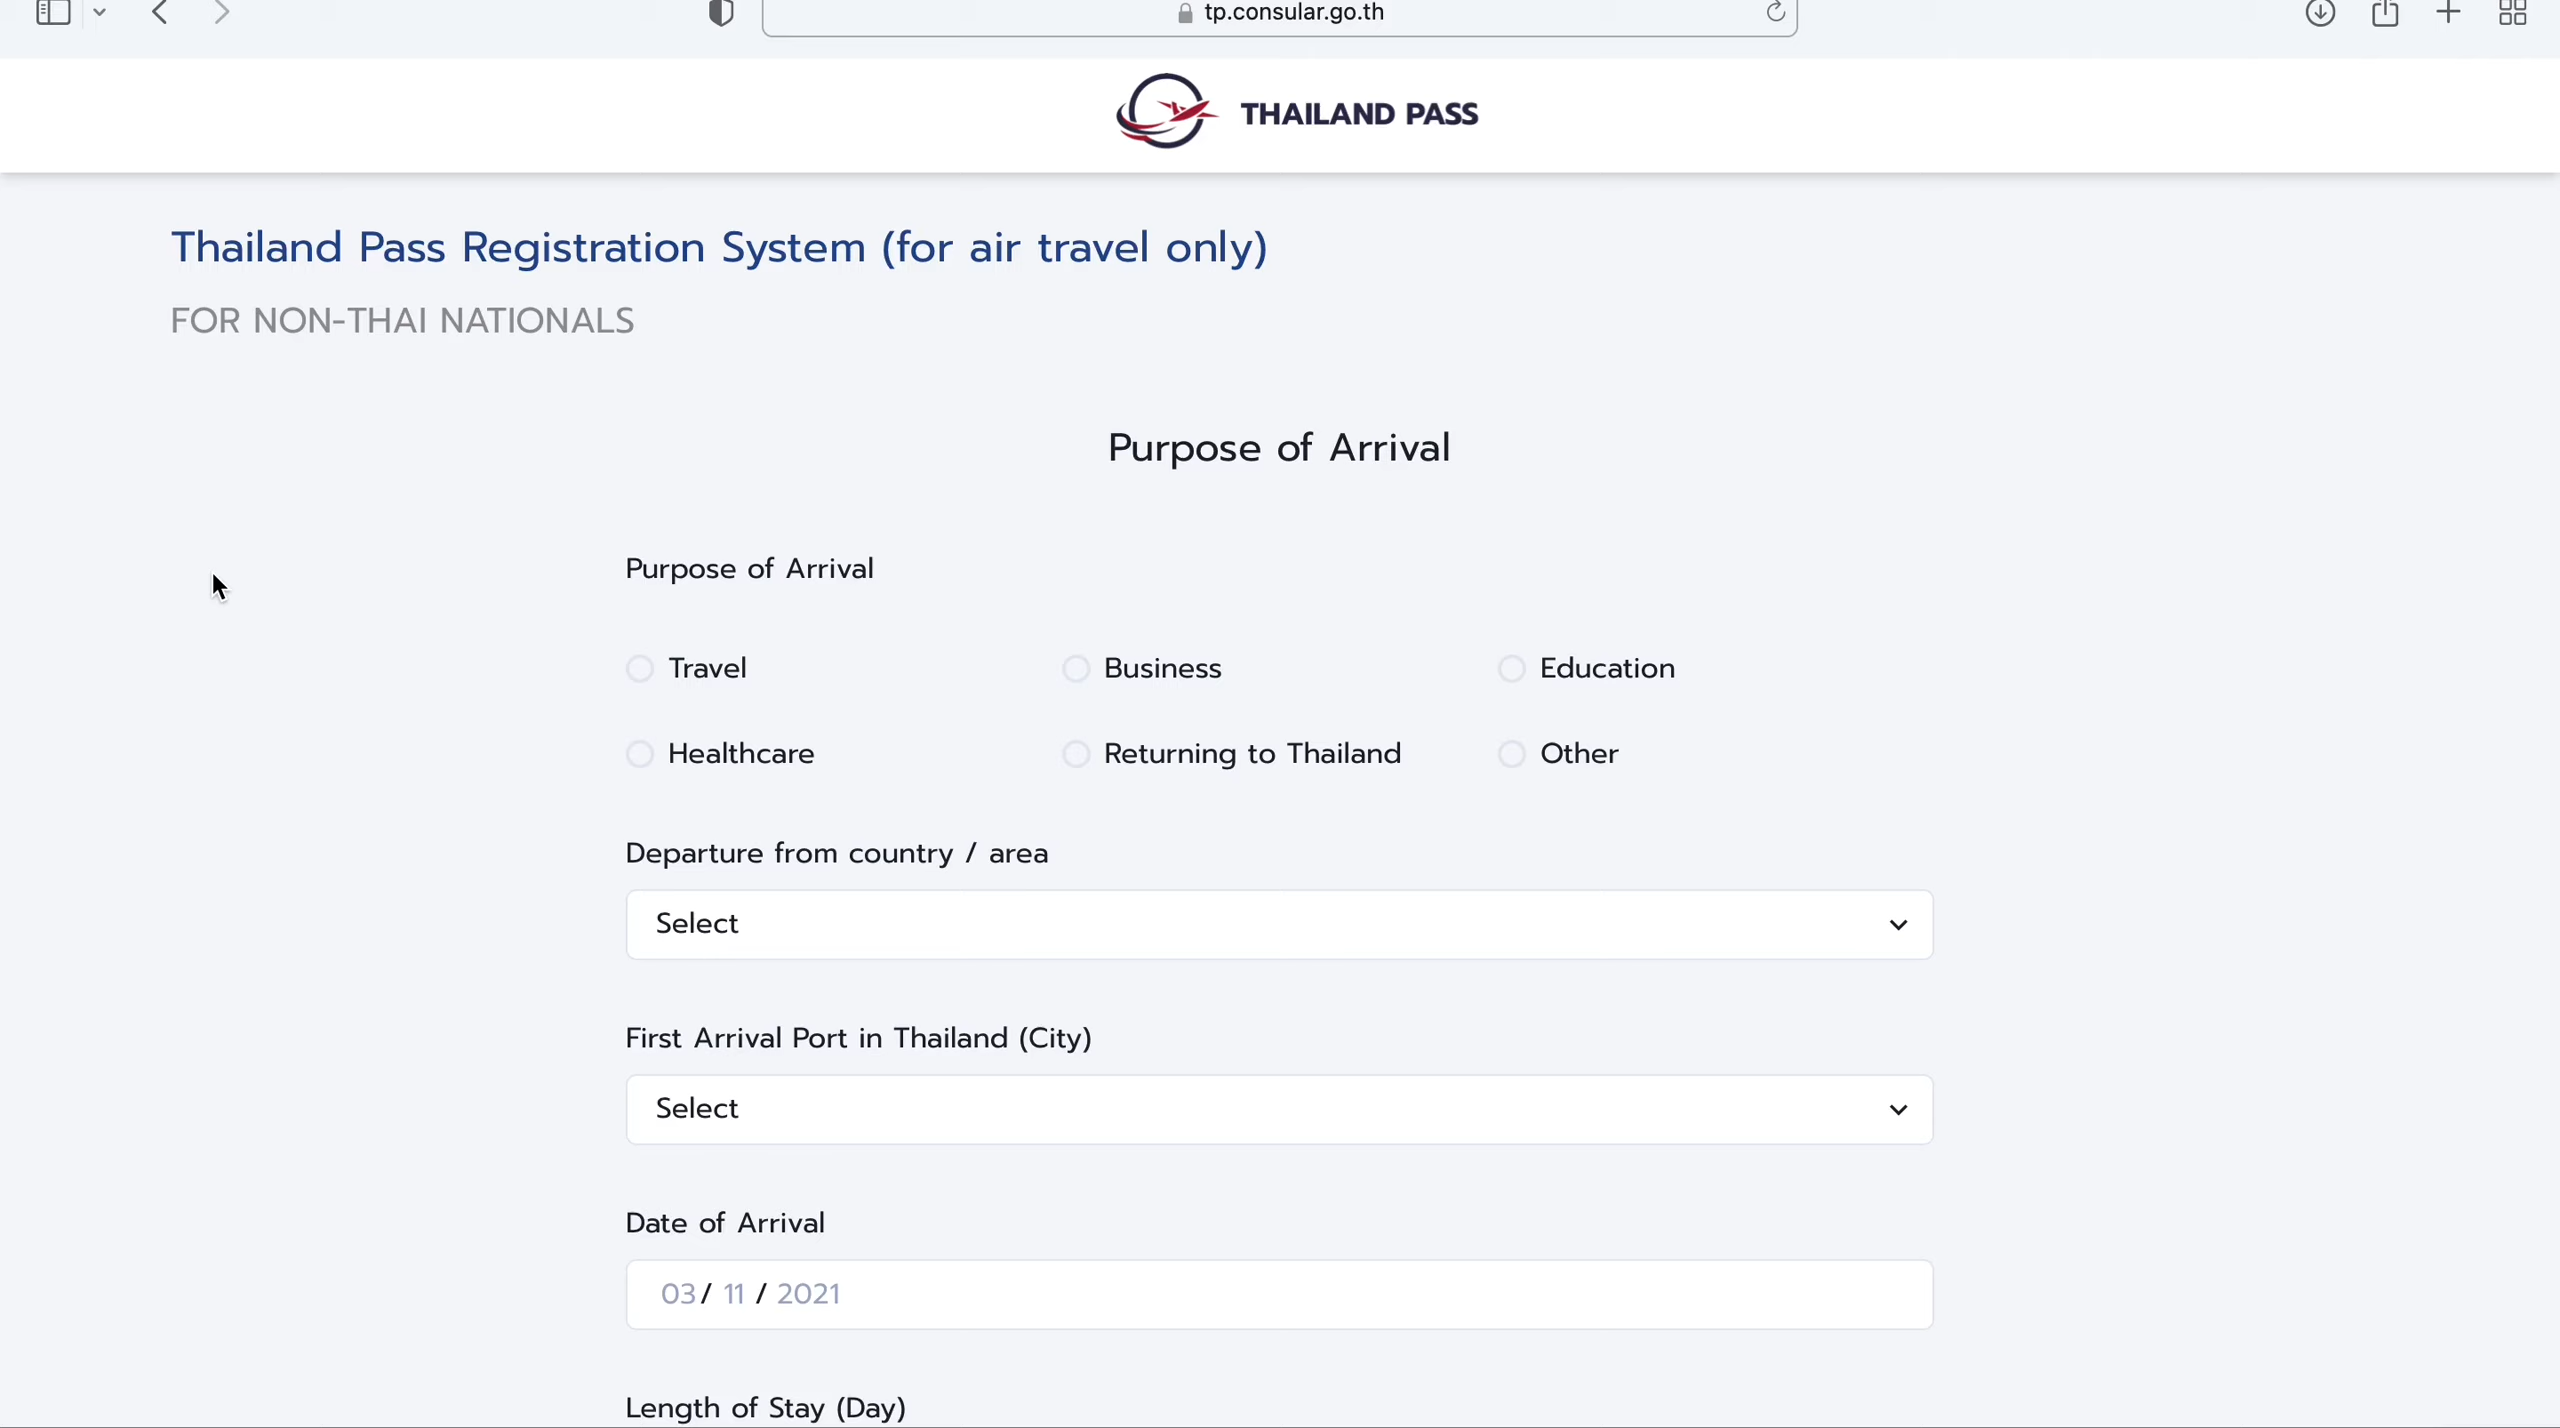 tp.consular.go.th
THAILAND PASS
Thailand Pass Registration System (for air travel only)
FOR NON-THAI NATIONALS
Purpose of Arrival
Purpose of Arrival
Travel Business Education
Healthcare Returning to Thailand Other
Departure from country / area
Select
First Arrival Port in Thailand (City)
Select
Date of Arrival
03/ 11 / 2021
Length of Stay (Day)